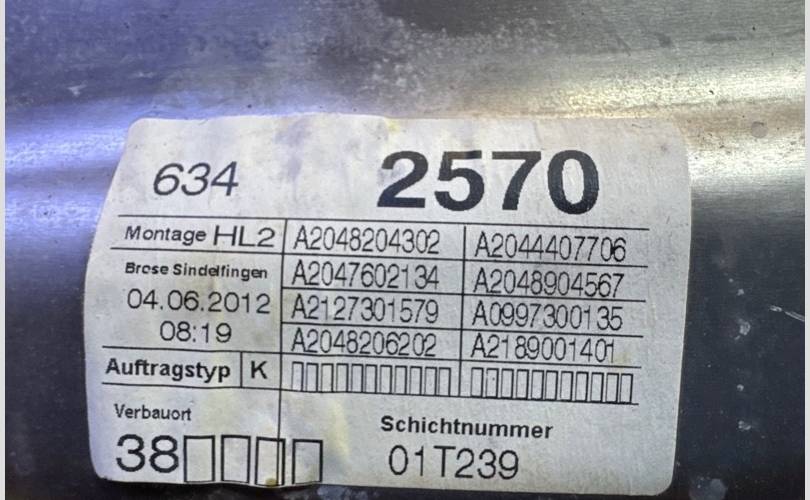 634 2570
Montage HL2 A2048204302 A2044407706
Brose Sindelfingen A2047602134 A2048904567
04.06.2012 A2127301579 A0997300135
08:19 A2048206202 A2189001401
Auftragstyp K
Verbauort Schichtnummer
38 01T239